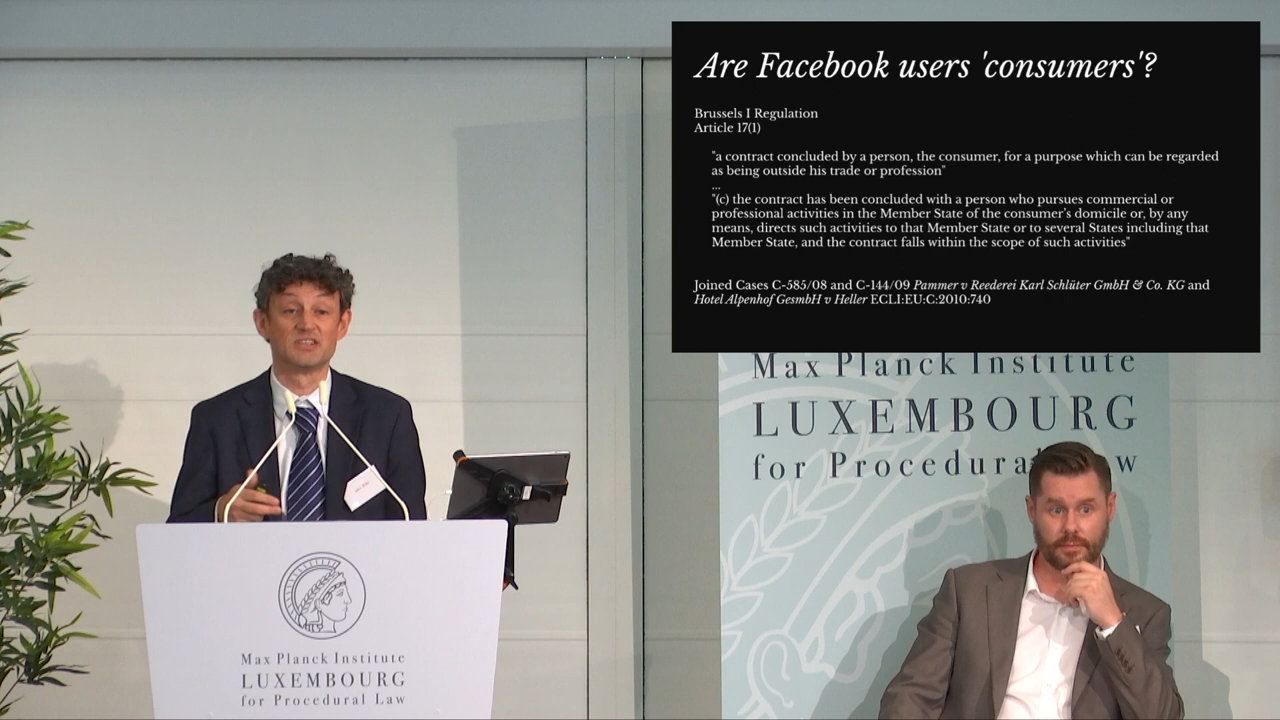 Are Facebook users 'consumers'?
Brussels I Regulation
Article 17(1)
"a contract concluded by a person, the consumer, for a purpose which can be regarded
as being outside his trade or profession"
...
"(c) the contract has been concluded with a person who pursues commercial or
professional activities in the Member State of the consumer's domicile or, by any
means, directs such activities to that Member State or to several States including that
Member State, and the contract falls within the scope of such activities"
Joined Cases C-585/08 and C-144/09 Pammer v Reederei Karl Schlüter GmbH & Co. KG and
Hotel Alpenhof GesmbH v Heller ECLI:EU:C:2010:740
Max Planck Institute
LUXEMBOURG
for Procedural
Max Planck Institute
LUXEMBOURG
for Procedural Law